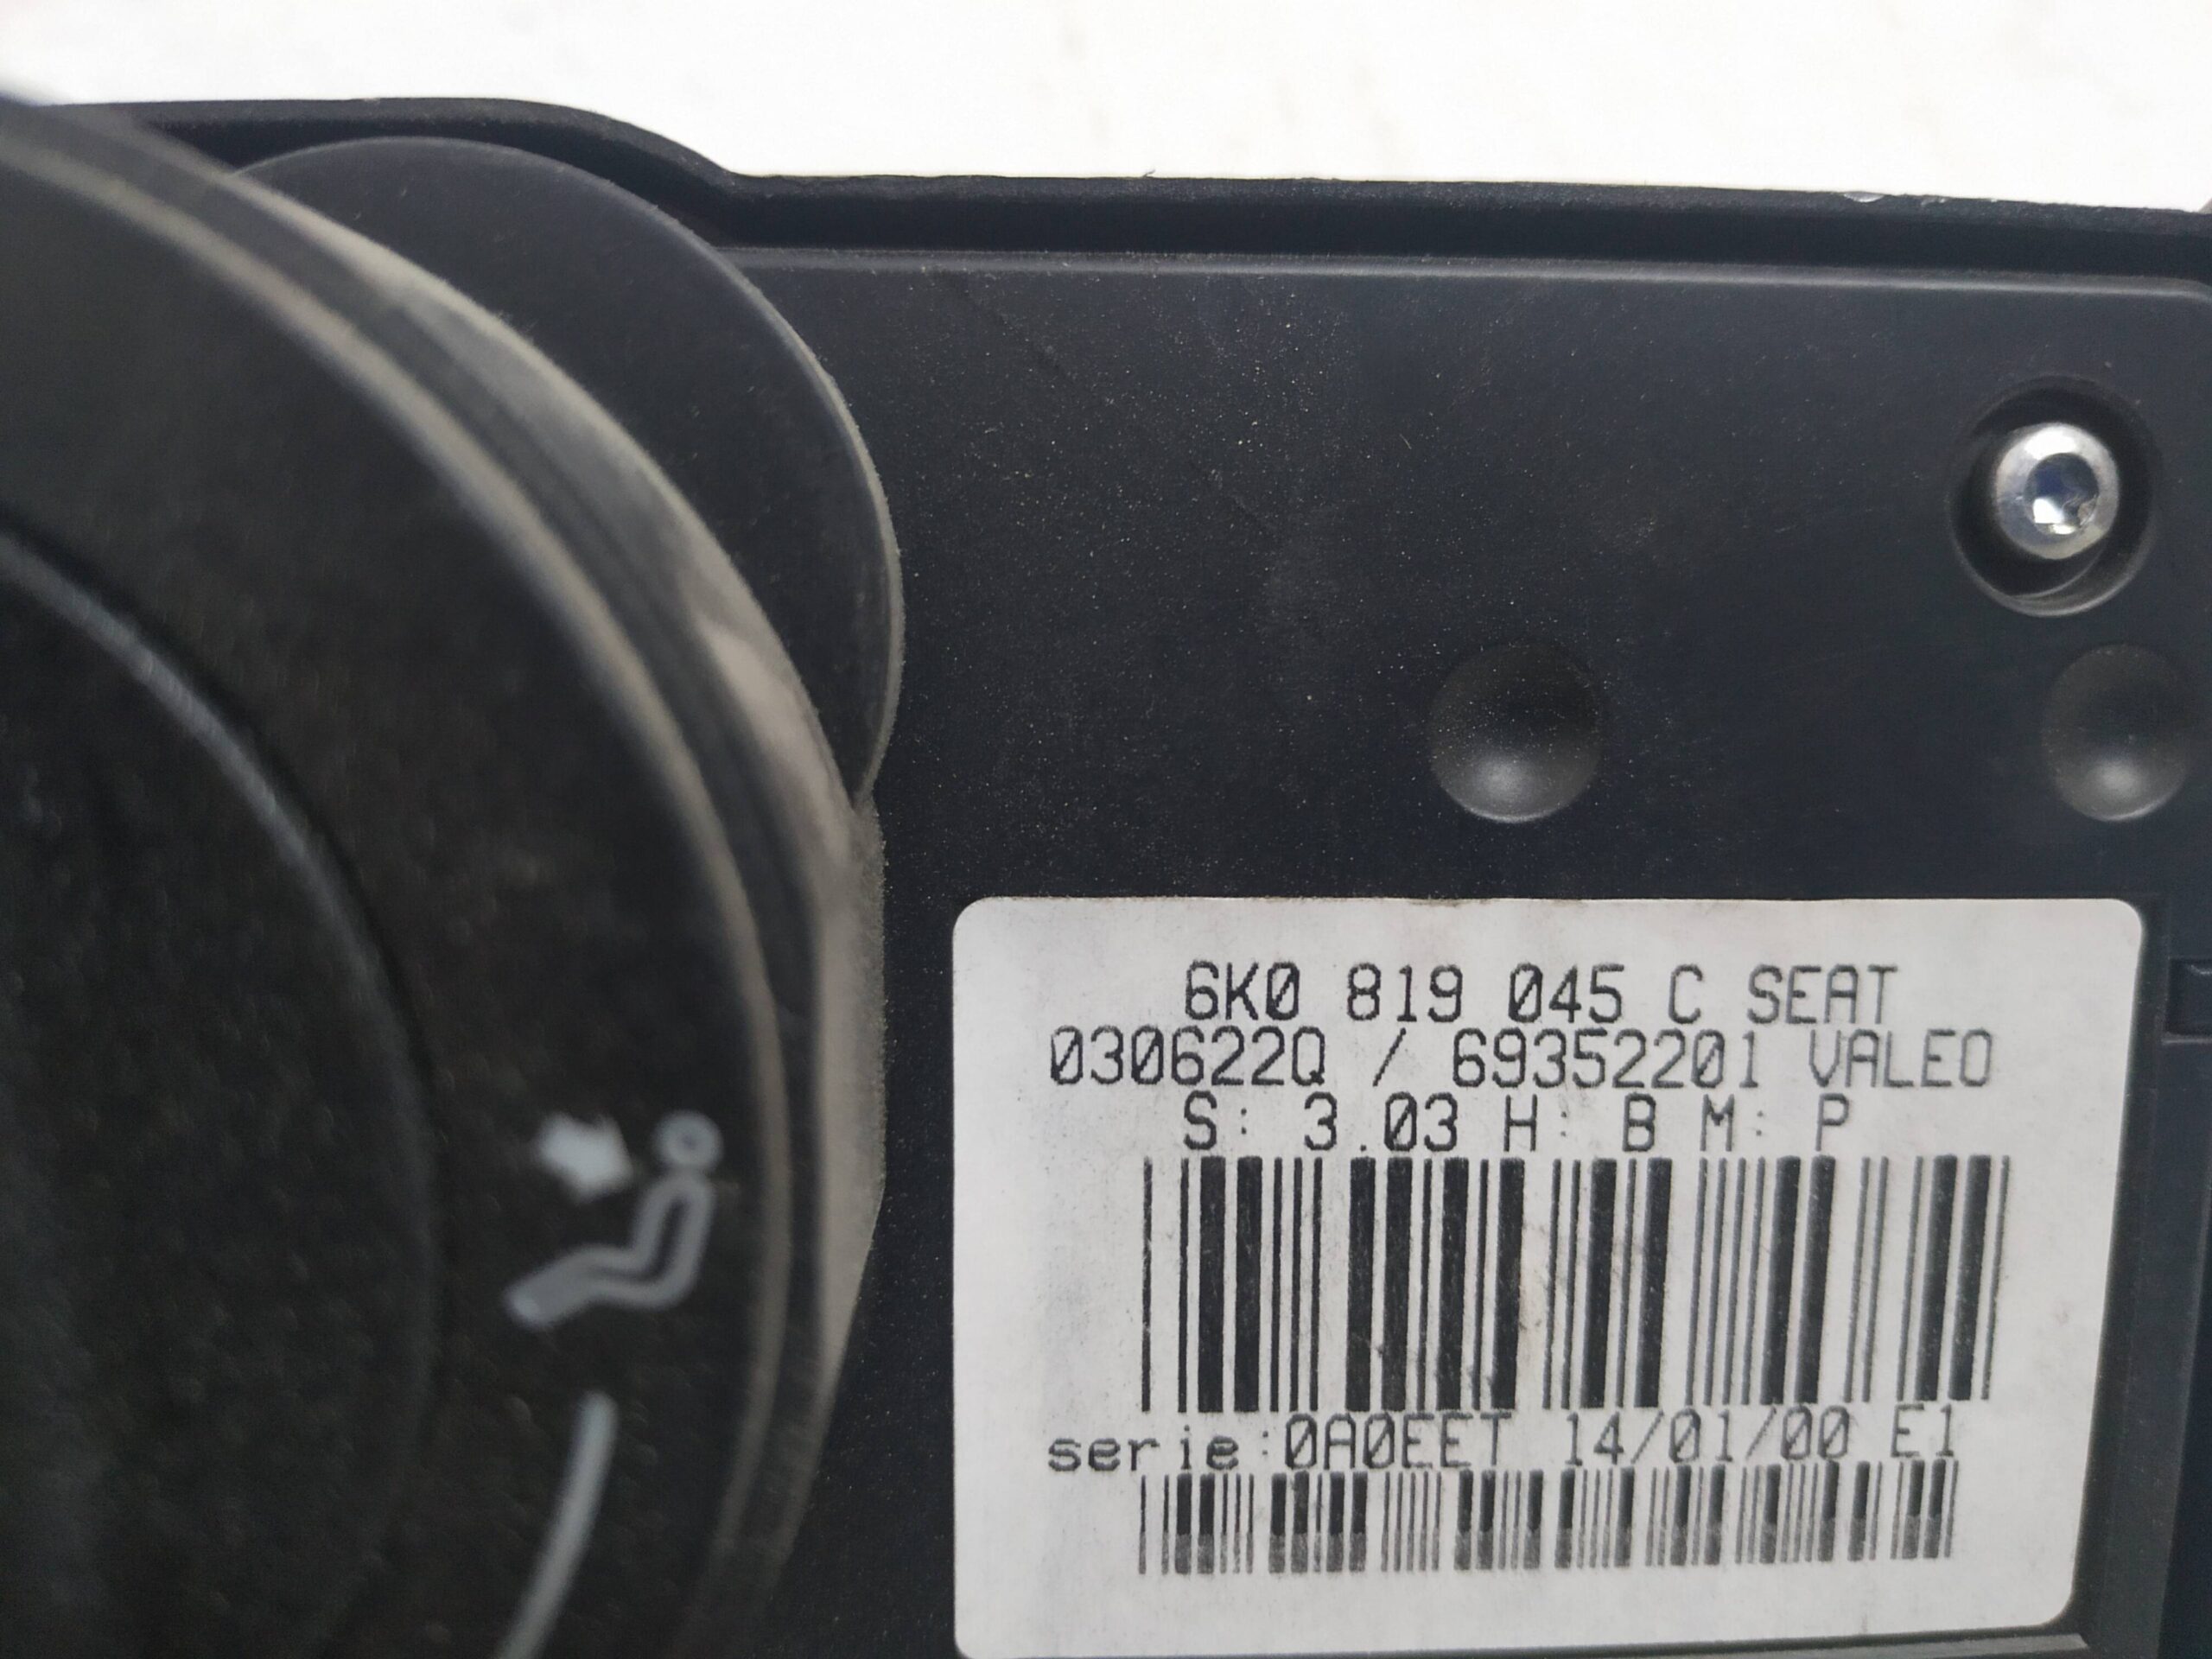 6K0 819 045 C SEAT
030622Q / 69352201 VALEO
S: 3.03 H: B M: P
serie:0A0EET 14/01/00 E1